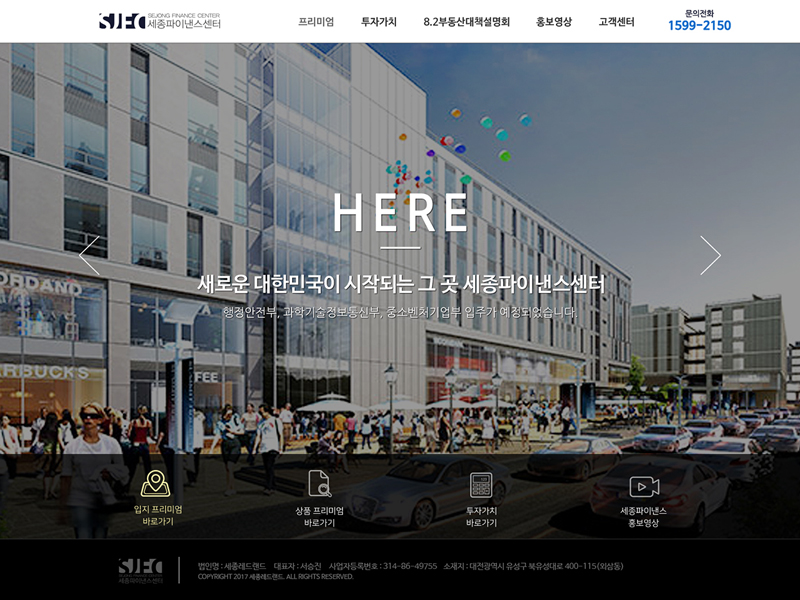 SJFC SEJONG FINANCE CENTER
세종파이낸스센터
프리미엄 투자가치 8.2부동산대책설명회 홍보영상 고객센터
문의전화
1599-2150
HERE
새로운 대한민국이 시작되는 그 곳 세종파이낸스센터
행정안전부, 과학기술정보통신부, 중소벤처기업부 입주가 예정되었습니다.
GIORDANO
STARBUCKS COFFEE
입지 프리미엄
바로가기
상품 프리미엄
바로가기
투자가치
바로가기
세종파이낸스
홍보영상
SJFC
SEJONG FINANCE CENTER
세종파이낸스센터
법인명 : 세종레드랜드 대표자 : 서승진 사업자등록번호 : 314-86-49755 소재지 : 대전광역시 유성구 북유성대로 400-115(외삼동)
COPYRIGHT 2017 세종레드랜드. ALL RIGHTS RESERVED.